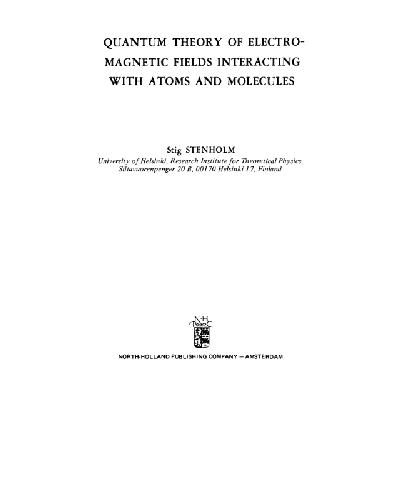 QUANTUM THEORY OF ELECTRO-
MAGNETIC FIELDS INTERACTING
WITH ATOMS AND MOLECULES
Stig STENHOLM
University of Helsinki, Research Institute for Theoretical Physics,
20 B, 00170 Helsinki 17, Finland
NORTH-HOLLAND PUBLISHING COMPANY – AMSTERDAM